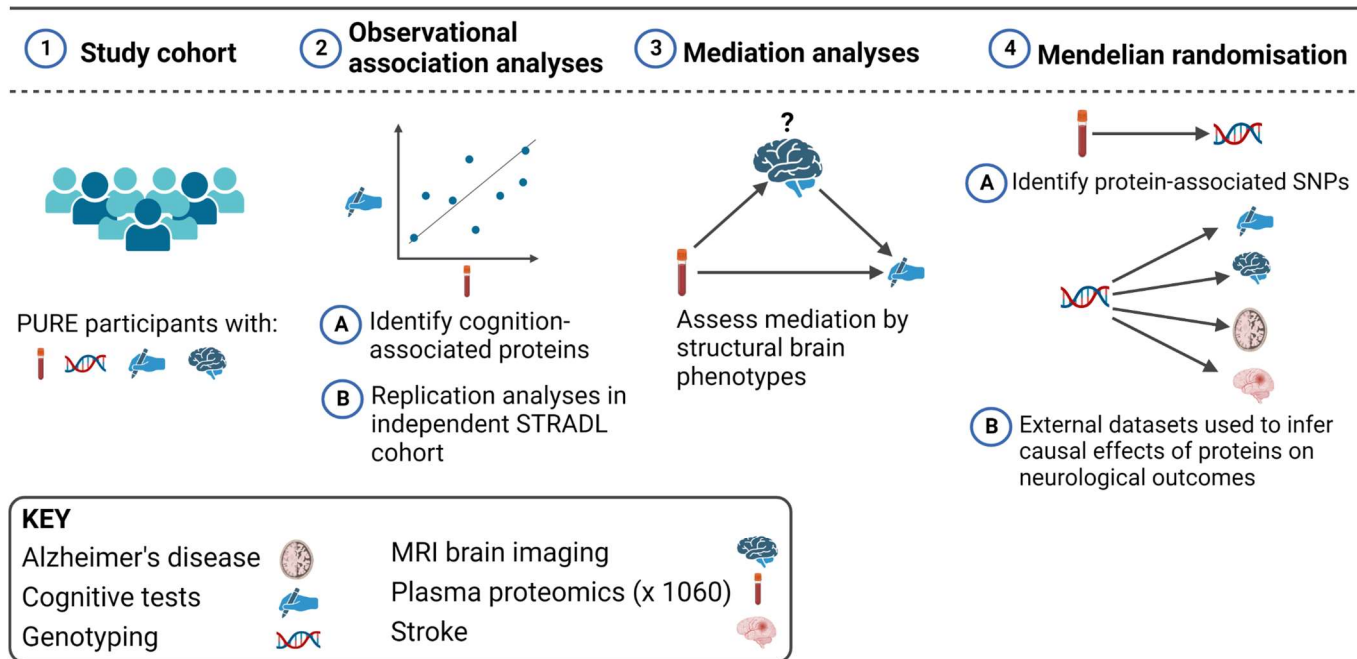 1 Study cohort
2 Observational
association analyses
3 Mediation analyses
4 Mendelian randomisation
PURE participants with:
A Identify cognition-
associated proteins
B Replication analyses in
independent STRADL
cohort
?
Assess mediation by
structural brain
phenotypes
A Identify protein-associated SNPs
B External datasets used to infer
causal effects of proteins on
neurological outcomes
KEY
Alzheimer's disease
Cognitive tests
Genotyping
MRI brain imaging
Plasma proteomics (x 1060)
Stroke